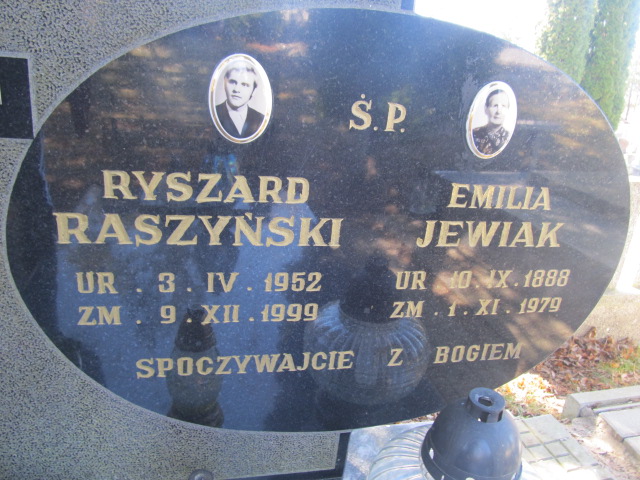 Ś.P.
RYSZARD
RASZYŃSKI
UR . 3 . IV . 1952
ZM . 9 . XII . 1999
EMILIA
JEWIAK
UR . 10 . IX . 1888
ZM . 1 . XI . 1979
SPOCZYWAJCIE Z BOGIEM